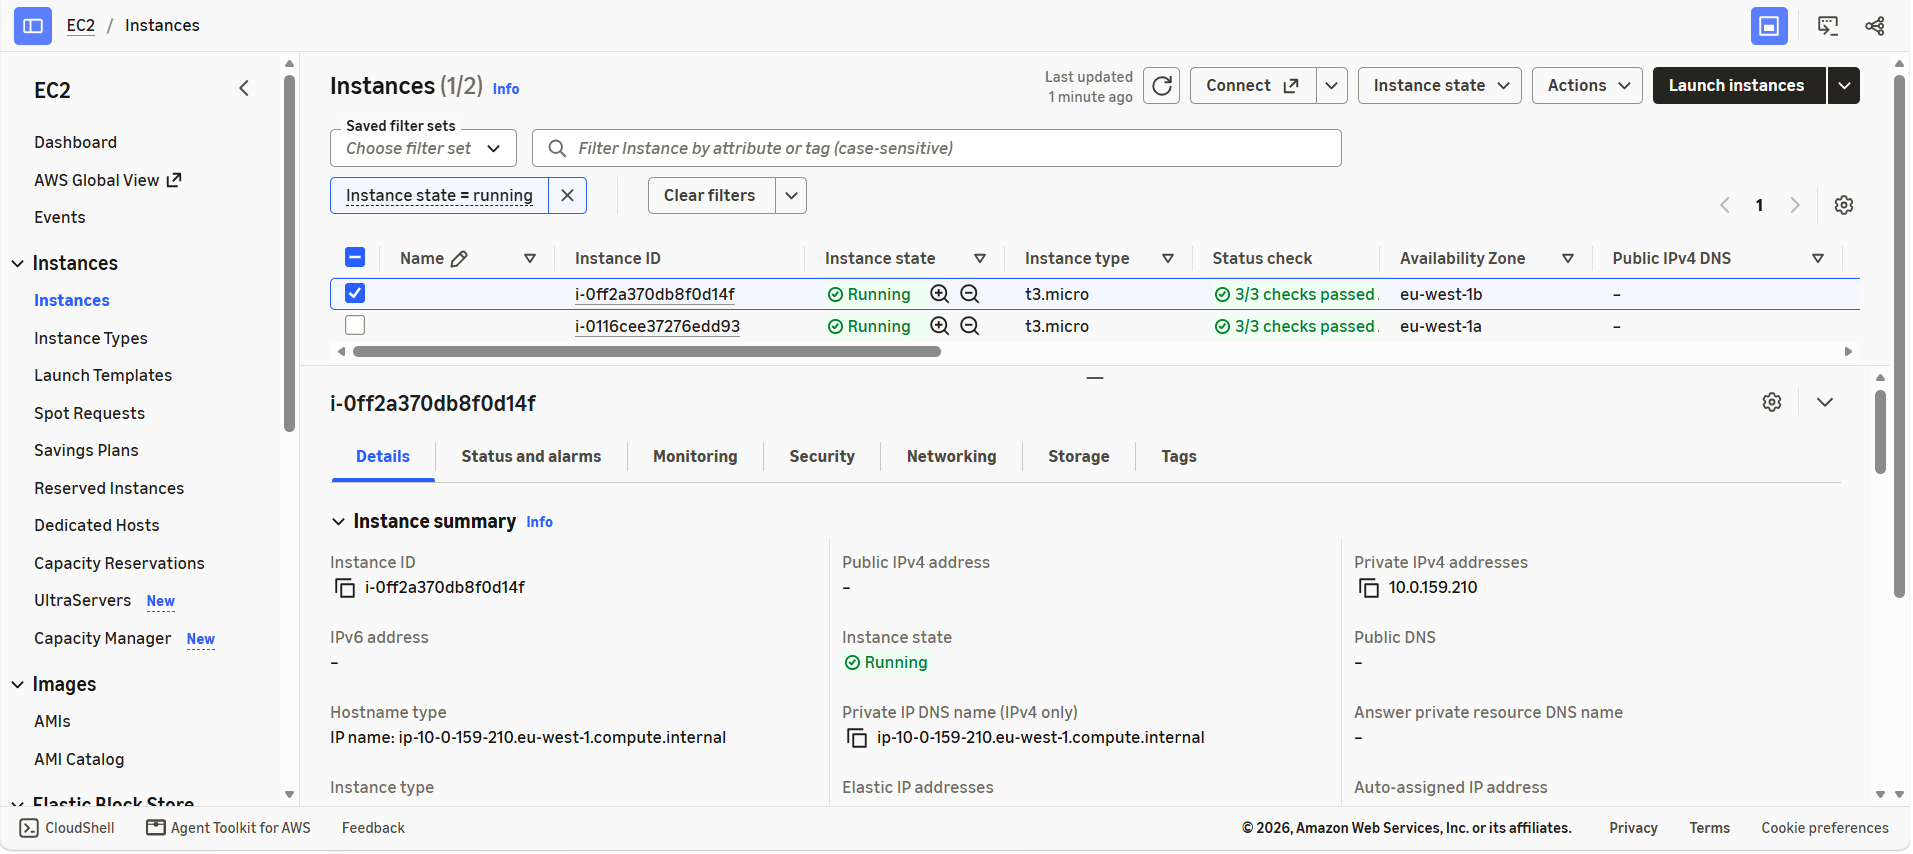 EC2 / Instances
EC2
Dashboard
AWS Global View
Events
Instances
Instances
Instance Types
Launch Templates
Spot Requests
Savings Plans
Reserved Instances
Dedicated Hosts
Capacity Reservations
UltraServers New
Capacity Manager New
Images
AMIs
AMI Catalog
Elastic Block Store
Instances (1/2) Info
Last updated
1 minute ago
Connect
Instance state
Actions
Launch instances
Saved filter sets
Choose filter set
Filter Instance by attribute or tag (case-sensitive)
Instance state = running
Clear filters
1
Name Instance ID Instance state Instance type Status check Availability Zone Public IPv4 DNS
i-0ff2a370db8f0d14f Running t3.micro 3/3 checks passed eu-west-1b –
i-0116cee37276edd93 Running t3.micro 3/3 checks passed eu-west-1a –
i-0ff2a370db8f0d14f
Details Status and alarms Monitoring Security Networking Storage Tags
Instance summary Info
Instance ID
i-0ff2a370db8f0d14f
Public IPv4 address
–
Private IPv4 addresses
10.0.159.210
IPv6 address
–
Instance state
Running
Public DNS
–
Hostname type
IP name: ip-10-0-159-210.eu-west-1.compute.internal
Private IP DNS name (IPv4 only)
ip-10-0-159-210.eu-west-1.compute.internal
Answer private resource DNS name
–
Instance type
Elastic IP addresses
Auto-assigned IP address
CloudShell Agent Toolkit for AWS Feedback
© 2026, Amazon Web Services, Inc. or its affiliates. Privacy Terms Cookie preferences